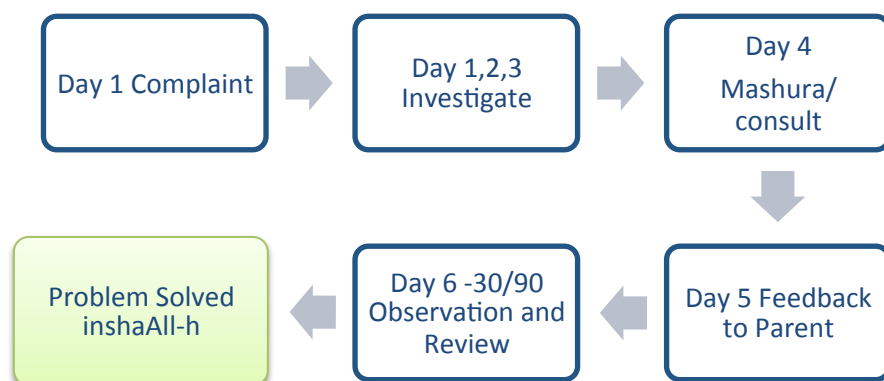 Day 1 Complaint
Day 1,2,3
Investigate
Day 4
Mashura/
consult
Day 5 Feedback
to Parent
Day 6 -30/90
Observation and
Review
Problem Solved
inshaAll-h